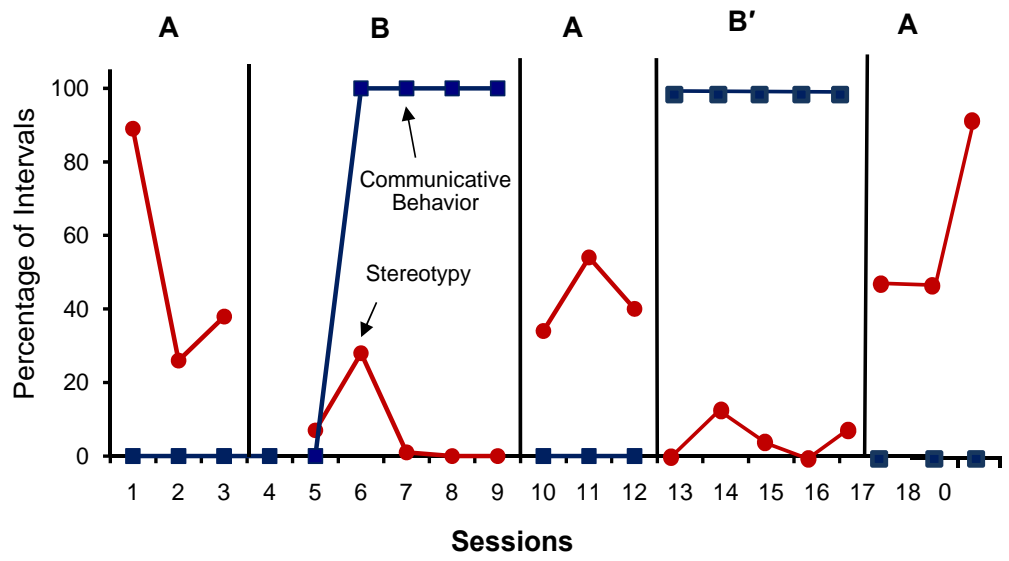 A B A B′ A
100
80
60
40
20
0
Percentage of Intervals
Communicative
Behavior
Stereotypy
1 2 3 4 5 6 7 8 9 10 11 12 13 14 15 16 17 18 0
Sessions